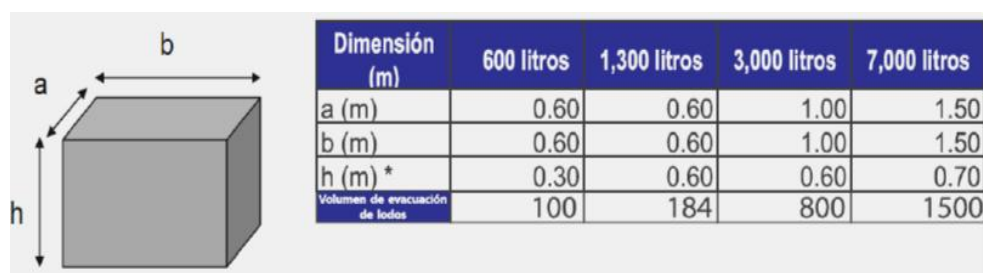 b
a
h
Dimensión (m) 600 litros 1,300 litros 3,000 litros 7,000 litros
a (m) 0.60 0.60 1.00 1.50
b (m) 0.60 0.60 1.00 1.50
h (m) * 0.30 0.60 0.60 0.70
Volumen de evacuación de lodos 100 184 800 1500